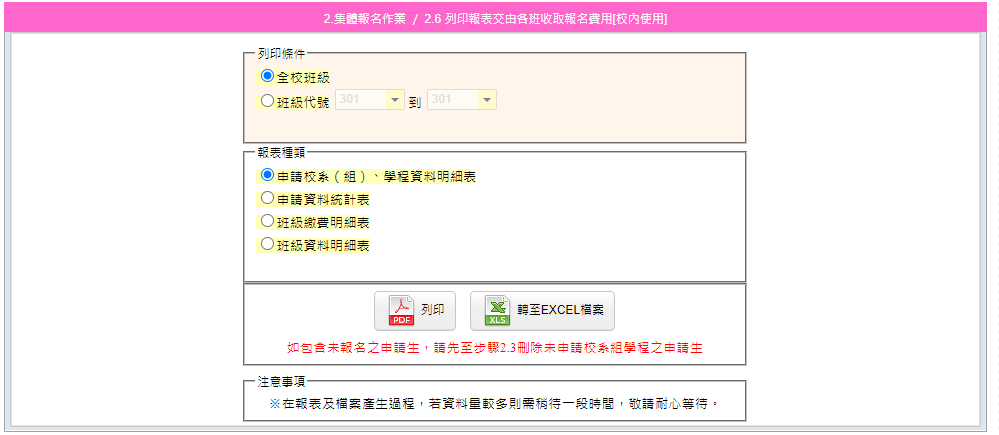 2.集體報名作業 / 2.6 列印報表交由各班收取報名費用[校內使用]
列印條件
全校班級
班級代號 301 到 301
報表種類
申請校系（組）、學程資料明細表
申請資料統計表
班級繳費明細表
班級資料明細表
PDF 列印 XLS 轉至EXCEL檔案
如包含未報名之申請生，請先至步驟2.3刪除未申請校系組學程之申請生
注意事項
※在報表及檔案產生過程，若資料量較多則需稍待一段時間，敬請耐心等待。